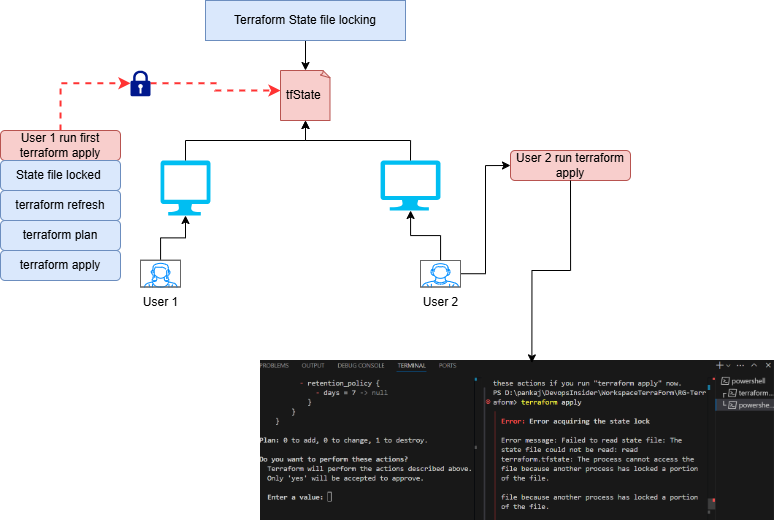 Terraform State file locking
tfState
User 1 run first
terraform apply
State file locked
terraform refresh
terraform plan
terraform apply
User 1
User 2
User 2 run terraform
apply
PROBLEMS OUTPUT DEBUG CONSOLE TERMINAL PORTS
- retention_policy {
- days = 7 -> null
}
}
}
Plan: 0 to add, 0 to change, 1 to destroy.
Do you want to perform these actions?
Terraform will perform the actions described above.
Only 'yes' will be accepted to approve.
Enter a value:
these actions if you run "terraform apply" now.
PS D:\pankaj\DevopsInsider\WorkspaceTerraForm\RG-Terr
aform> terraform apply
Error: Error acquiring the state lock
Error message: Failed to read state file: The
state file could not be read: read
terraform.tfstate: The process cannot access the
file because another process has locked a portion
of the file.
file because another process has locked a portion
of the file.
powershell
terraform...
powershe...